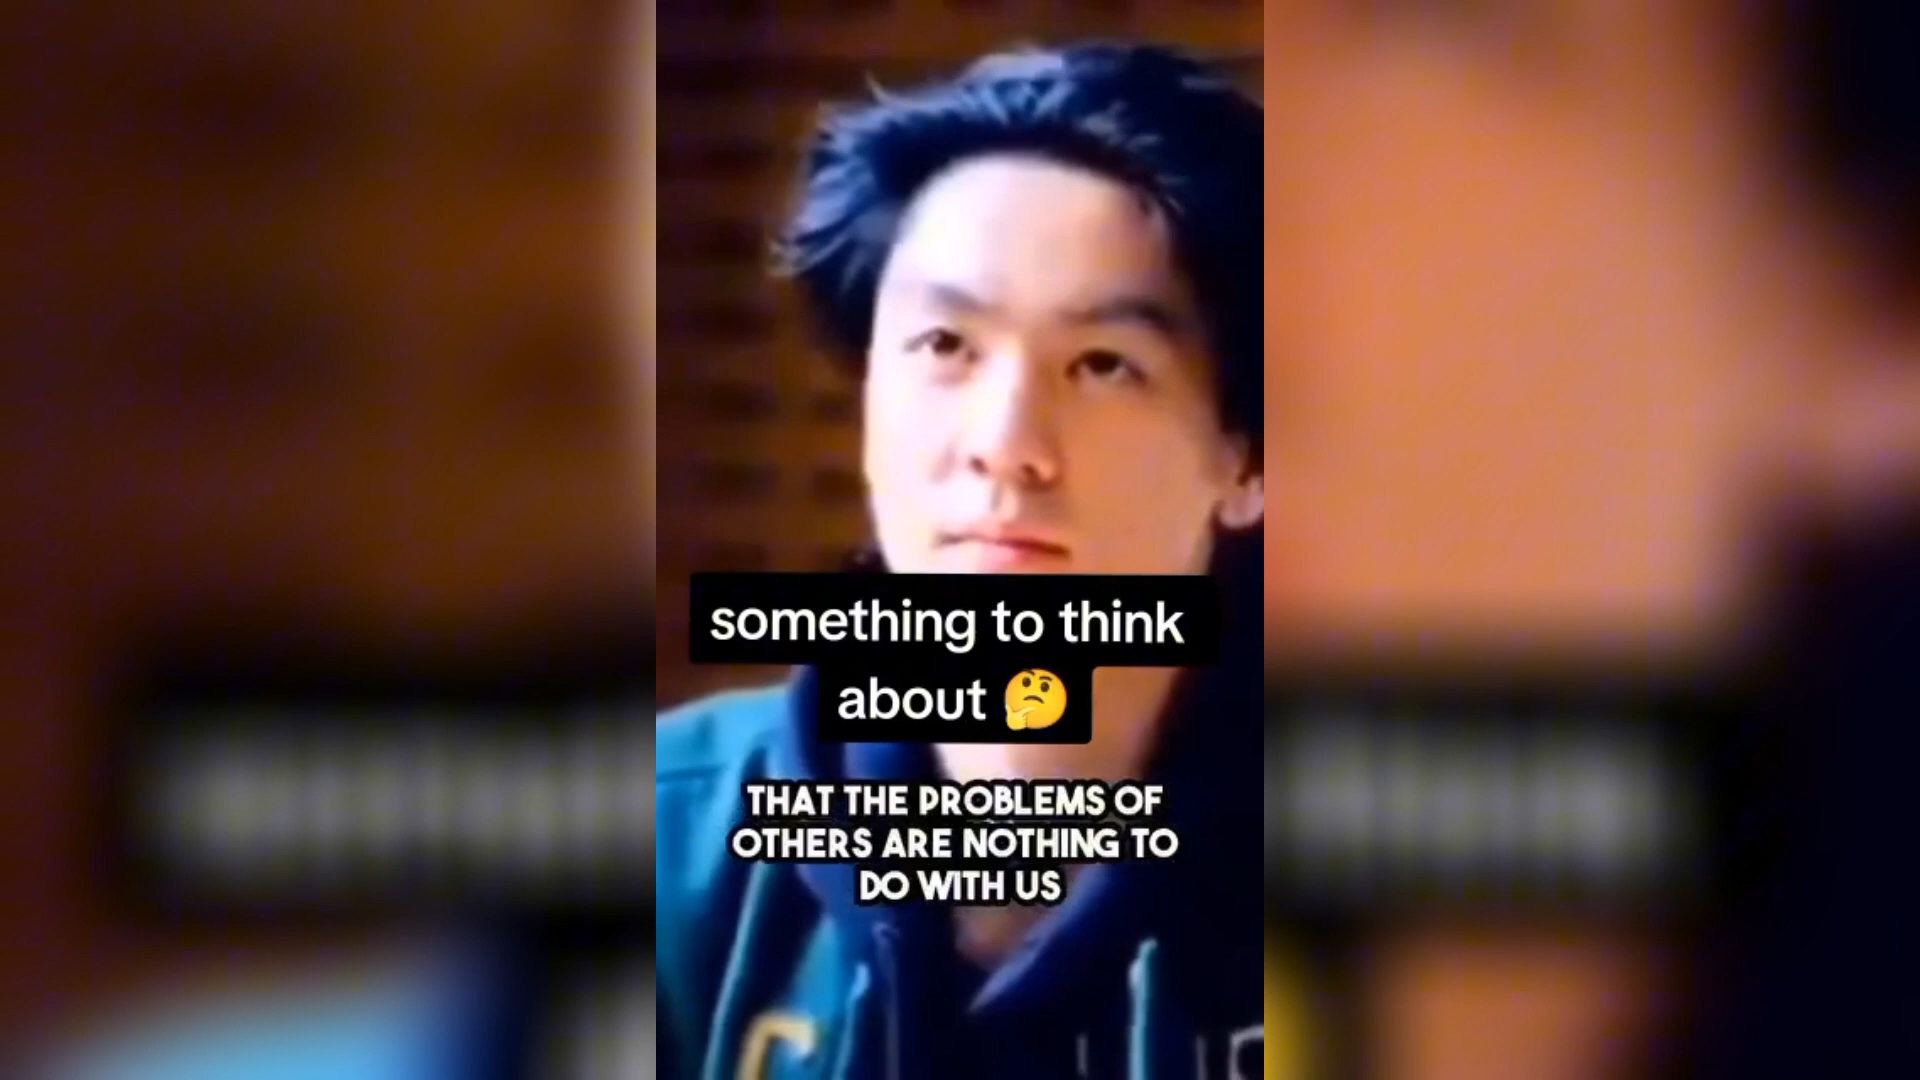 something to think
about 🤔
THAT THE PROBLEMS OF
OTHERS ARE NOTHING TO
DO WITH US